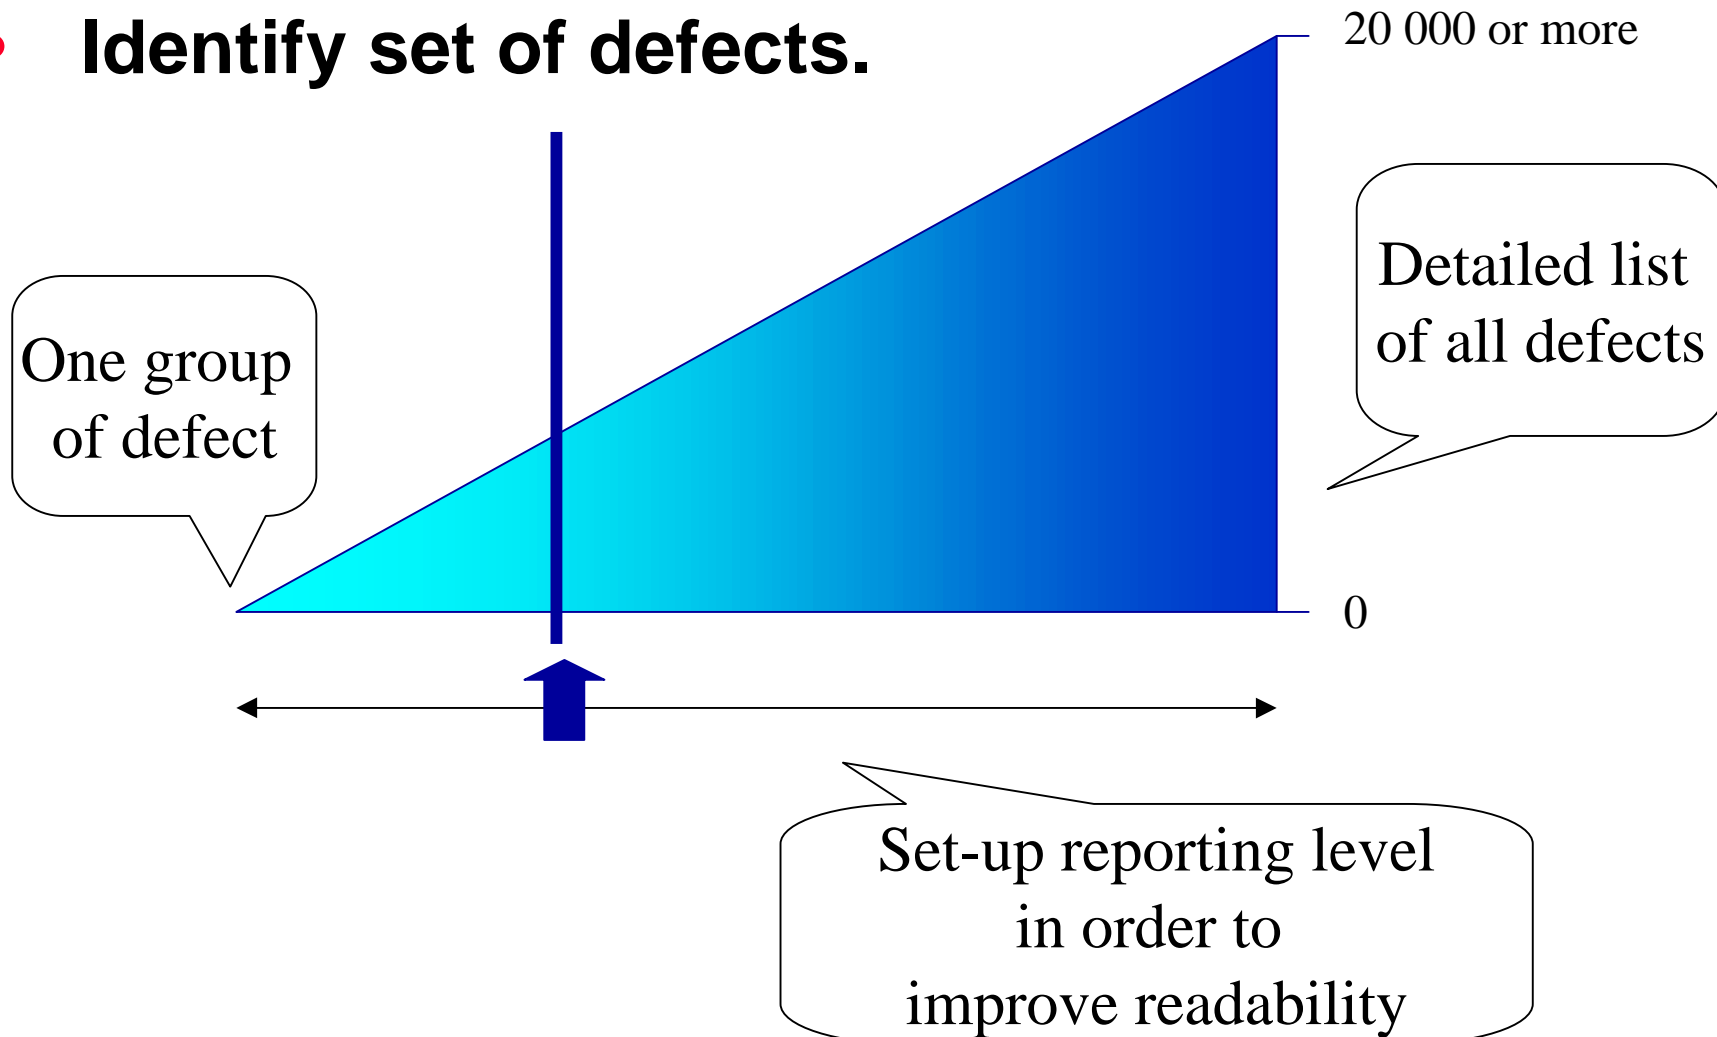 • Identify set of defects.
20 000 or more
Detailed list
of all defects
One group
of defect
0
Set-up reporting level
in order to
improve readability